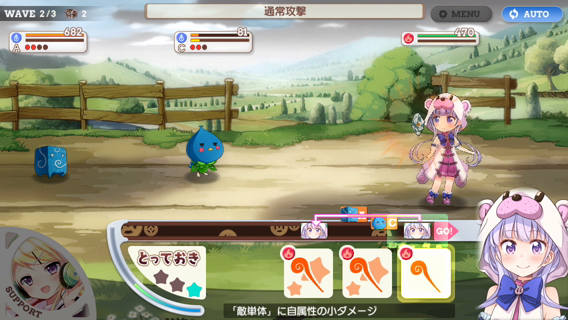 WAVE 2/3 2
通常攻撃
MENU
AUTO
682
A
81
C
470
GO!
とっておき
SUPPORT
「敵単体」に自属性の小ダメージ